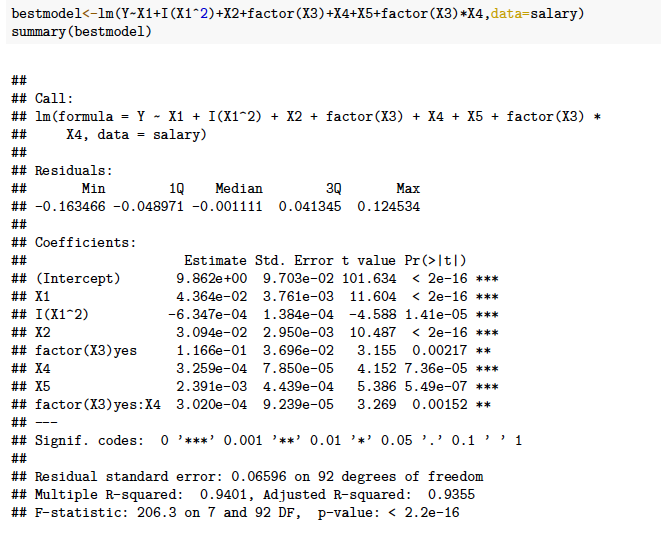 bestmodel<-lm(Y~X1+I(X1^2)+X2+factor(X3)+X4+X5+factor(X3)*X4,data=salary)
summary(bestmodel)
##
## Call:
## lm(formula = Y ~ X1 + I(X1^2) + X2 + factor(X3) + X4 + X5 + factor(X3) *
##     X4, data = salary)
##
## Residuals:
##       Min        1Q    Median        3Q       Max
## -0.163466 -0.048971 -0.001111  0.041345  0.124534
##
## Coefficients:
##                    Estimate Std. Error t value Pr(>|t|)
## (Intercept)       9.862e+00  9.703e-02 101.634  < 2e-16 ***
## X1                4.364e-02  3.761e-03  11.604  < 2e-16 ***
## I(X1^2)          -6.347e-04  1.384e-04  -4.588 1.41e-05 ***
## X2                3.094e-02  2.950e-03  10.487  < 2e-16 ***
## factor(X3)yes     1.166e-01  3.696e-02   3.155  0.00217 **
## X4                3.259e-04  7.850e-05   4.152 7.36e-05 ***
## X5                2.391e-03  4.439e-04   5.386 5.49e-07 ***
## factor(X3)yes:X4  3.020e-04  9.239e-05   3.269  0.00152 **
## ---
## Signif. codes:  0 '***' 0.001 '**' 0.01 '*' 0.05 '.' 0.1 ' ' 1
##
## Residual standard error: 0.06596 on 92 degrees of freedom
## Multiple R-squared:  0.9401, Adjusted R-squared:  0.9355
## F-statistic: 206.3 on 7 and 92 DF,  p-value: < 2.2e-16